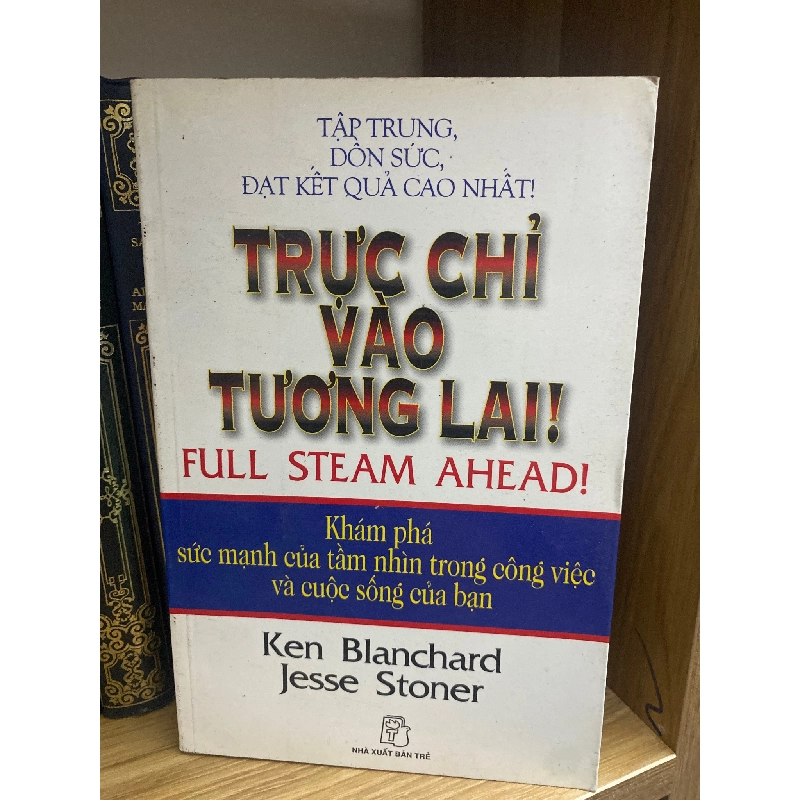 TẬP TRUNG,
DỒN SỨC,
ĐẠT KẾT QUẢ CAO NHẤT!
TRỰC CHỈ
VÀO
TƯƠNG LAI!
FULL STEAM AHEAD!
Khám phá
sức mạnh của tầm nhìn trong công việc
và cuộc sống của bạn
Ken Blanchard
Jesse Stoner
NHÀ XUẤT BẢN TRẺ